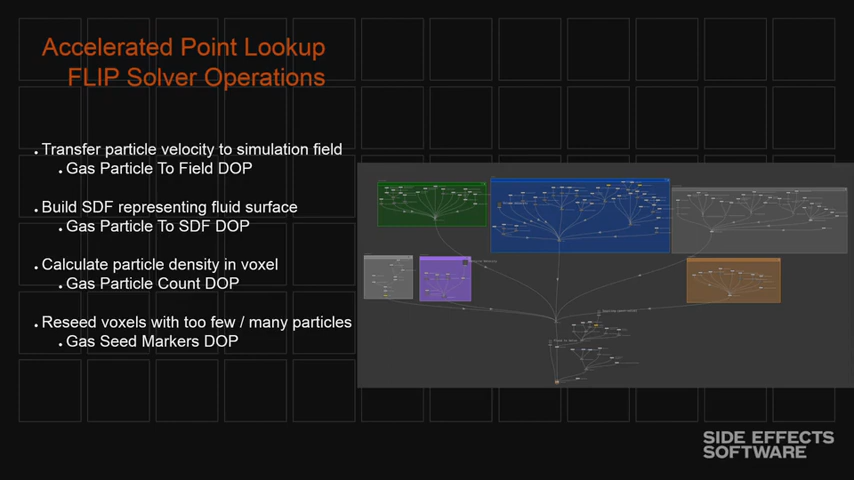 Accelerated Point Lookup
FLIP Solver Operations
Transfer particle velocity to simulation field
Gas Particle To Field DOP
Build SDF representing fluid surface
Gas Particle To SDF DOP
Calculate particle density in voxel
Gas Particle Count DOP
Reseed voxels with too few / many particles
Gas Seed Markers DOP
SIDE EFFECTS
SOFTWARE